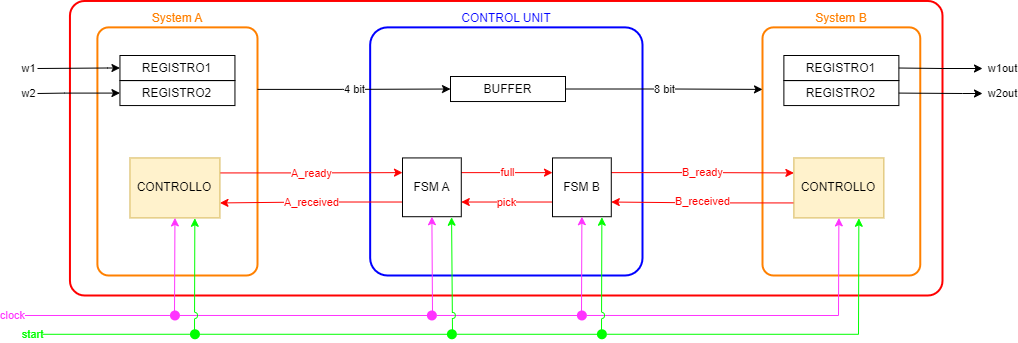 System A
CONTROL UNIT
System B
w1
REGISTRO1
REGISTRO1
w1out
w2
REGISTRO2
4 bit
BUFFER
8 bit
REGISTRO2
w2out
CONTROLLO
A_ready
FSM A
full
FSM B
B_ready
CONTROLLO
A_received
pick
B_received
clock
start